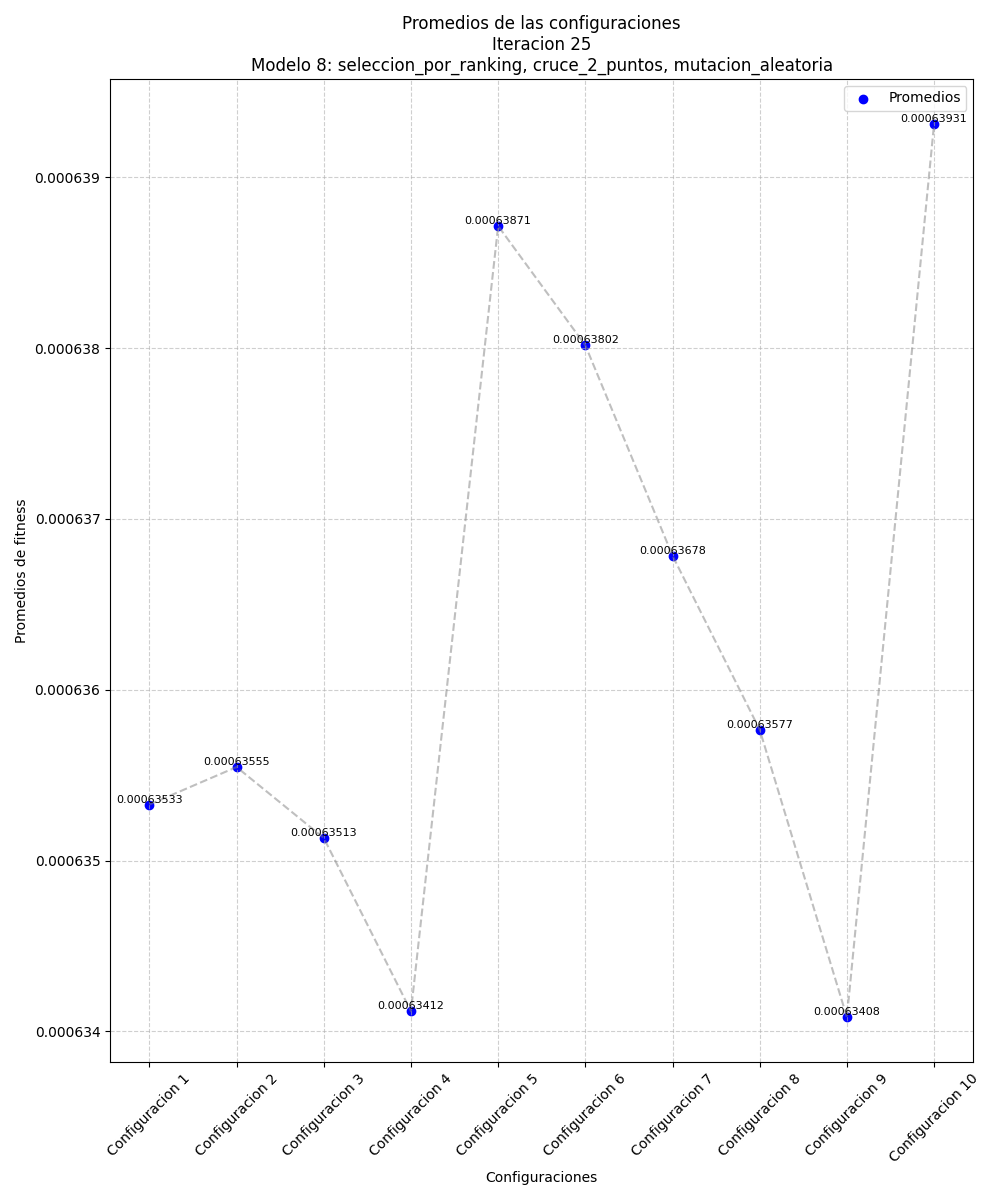 Promedios de las configuraciones
Iteracion 25
Modelo 8: seleccion_por_ranking, cruce_2_puntos, mutacion_aleatoria
Promedios
0.00063931
0.000639
0.00063871
0.000638
0.00063802
0.000637
0.00063678
0.000636
0.00063577
0.00063555
0.00063533
0.00063513
0.000635
0.00063412
0.00063408
0.000634
Promedios de fitness
Configuracion 1
Configuracion 2
Configuracion 3
Configuracion 4
Configuracion 5
Configuracion 6
Configuracion 7
Configuracion 8
Configuracion 9
Configuracion 10
Configuraciones